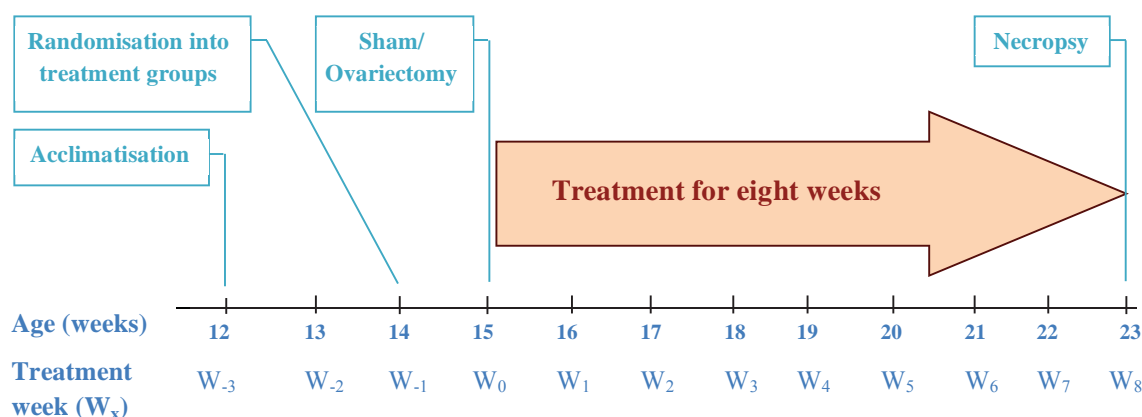 Randomisation into
treatment groups
Sham/
Ovariectomy
Necropsy
Acclimatisation
Treatment for eight weeks
Age (weeks) 12 13 14 15 16 17 18 19 20 21 22 23
Treatment
week (Wₓ) W₋₃ W₋₂ W₋₁ W₀ W₁ W₂ W₃ W₄ W₅ W₆ W₇ W₈